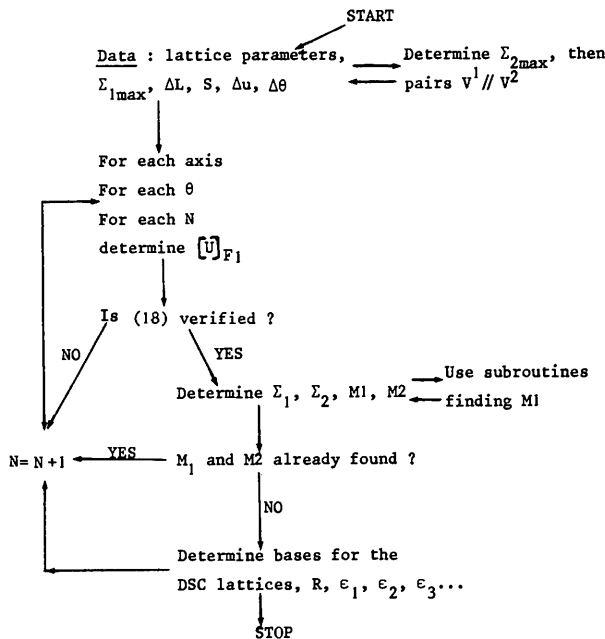 START
Data : lattice parameters,
Σ1max, ΔL, S, Δu, Δθ
Determine Σ2max, then
pairs V¹ // V²
For each axis
For each θ
For each N
determine [U]F1
Is (18) verified ?
NO
YES
Determine Σ1, Σ2, M1, M2
Use subroutines
finding M1
N= N+1
YES
M1 and M2 already found ?
NO
Determine bases for the
DSC lattices, R, ε1, ε2, ε3...
STOP